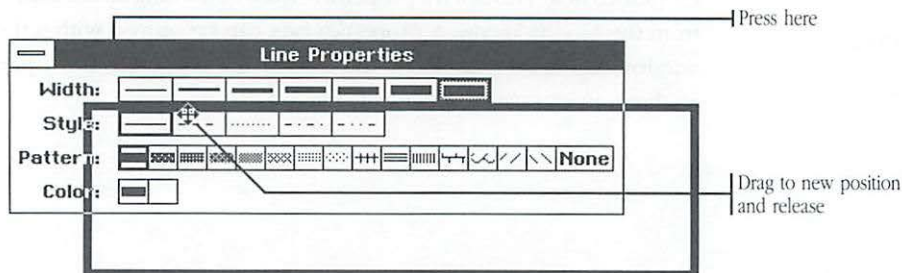 Press here
Line Properties
Width:
Style:
Pattern:
None
Color:
Drag to new position
and release